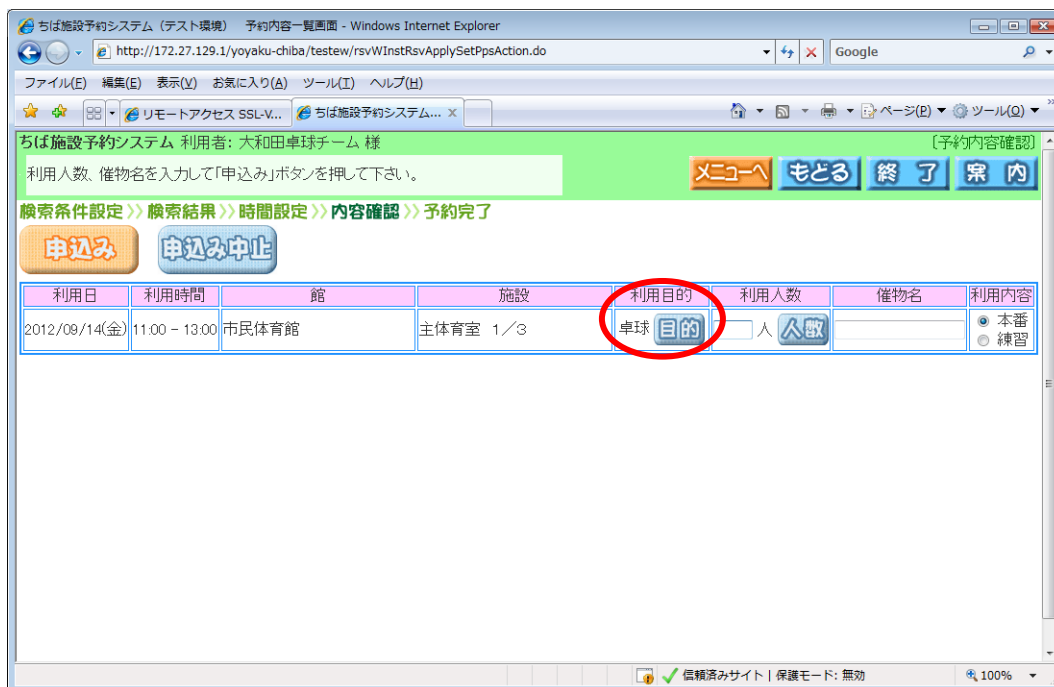 ちば施設予約システム（テスト環境） 予約内容一覧画面 - Windows Internet Explorer
http://172.27.129.1/yoyaku-chiba/testew/rsvWInstRsvApplySetPpsAction.do
Google
ファイル(F) 編集(E) 表示(V) お気に入り(A) ツール(T) ヘルプ(H)
リモートアクセス SSL-V... ちば施設予約システム... X
ページ(P) ツール(O) »
ちば施設予約システム 利用者: 大和田卓球チーム 様 [予約内容確認]
利用人数、催物名を入力して「申込み」ボタンを押して下さい。
メニューへ もどる 終了 案内
検索条件設定>>検索結果>>時間設定>>内容確認>>予約完了
申込み 申込み中止
利用日 利用時間 館 施設 利用目的 利用人数 催物名 利用内容
2012/09/14(金) 11:00 - 13:00 市民体育館 主体育室 1／3 卓球 目的 人 人数 本番
練習
信頼済みサイト | 保護モード: 無効 100%